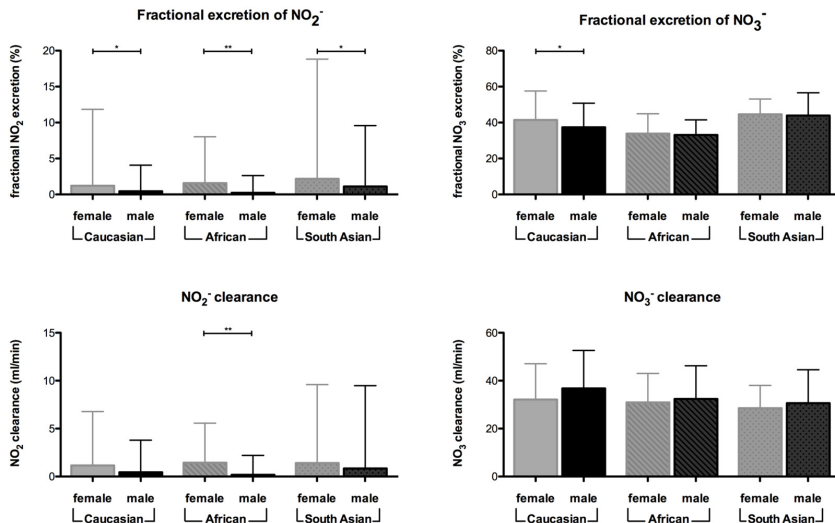 Fractional excretion of NO₂⁻
fractional NO₂ excretion (%)
20
15
10
5
0
*
**
*
female male female male female male
Caucasian African South Asian
Fractional excretion of NO₃⁻
fractional NO₃ excretion (%)
80
60
40
20
0
*
female male female male female male
Caucasian African South Asian
NO₂⁻ clearance
NO₂ clearance (ml/min)
15
10
5
0
**
female male female male female male
Caucasian African South Asian
NO₃⁻ clearance
NO₃ clearance (ml/min)
60
40
20
0
female male female male female male
Caucasian African South Asian